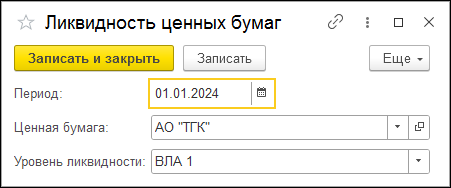 Ликвидность ценных бумаг
Записать и закрыть Записать Еще
Период: 01.01.2024
Ценная бумага: АО "ТГК"
Уровень ликвидности: ВЛА 1